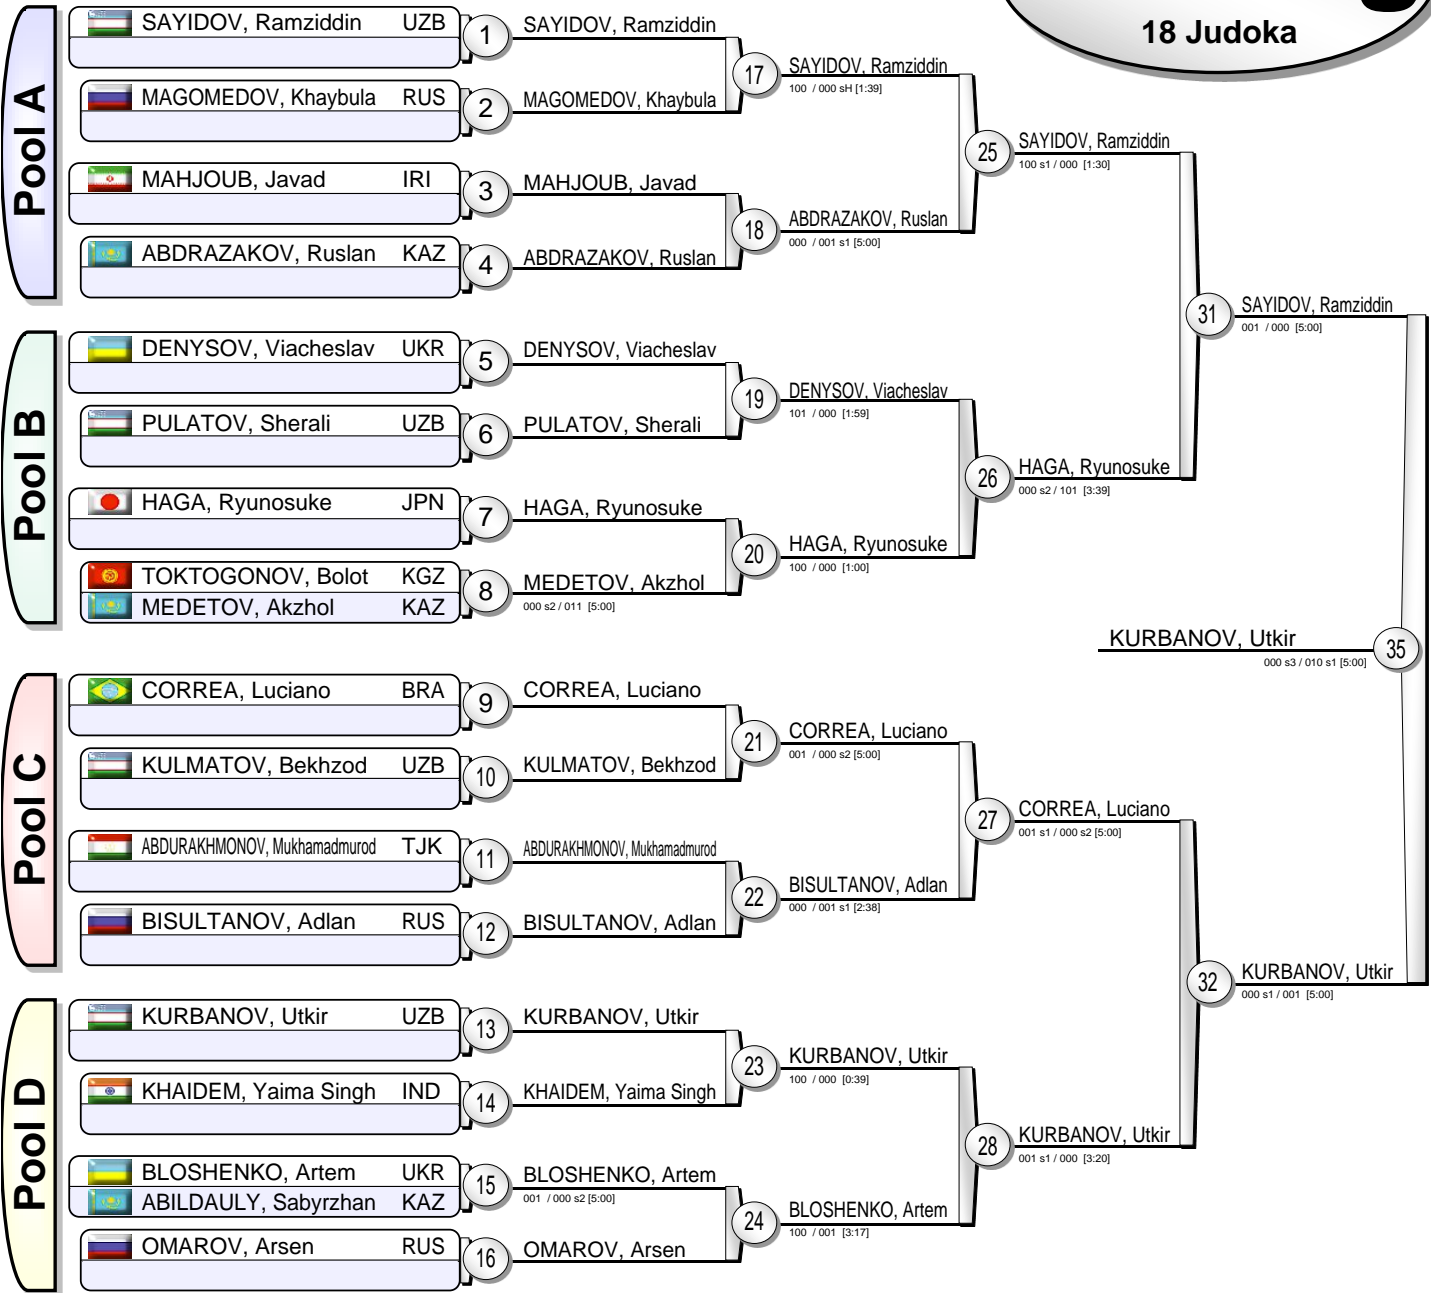 18 Judoka
Pool A
SAYIDOV, Ramziddin UZB
1
SAYIDOV, Ramziddin
MAGOMEDOV, Khaybula RUS
2
MAGOMEDOV, Khaybula
17
SAYIDOV, Ramziddin
100 / 000 sH [1:39]
MAHJOUB, Javad IRI
3
MAHJOUB, Javad
ABDRAZAKOV, Ruslan KAZ
4
ABDRAZAKOV, Ruslan
18
ABDRAZAKOV, Ruslan
000 / 001 s1 [5:00]
25
SAYIDOV, Ramziddin
100 s1 / 000 [1:30]
Pool B
DENYSOV, Viacheslav UKR
5
DENYSOV, Viacheslav
PULATOV, Sherali UZB
6
PULATOV, Sherali
19
DENYSOV, Viacheslav
101 / 000 [1:59]
HAGA, Ryunosuke JPN
7
HAGA, Ryunosuke
TOKTOGONOV, Bolot KGZ
MEDETOV, Akzhol KAZ
8
MEDETOV, Akzhol
000 s2 / 011 [5:00]
20
HAGA, Ryunosuke
100 / 000 [1:00]
26
HAGA, Ryunosuke
000 s2 / 101 [3:39]
31
SAYIDOV, Ramziddin
001 / 000 [5:00]
KURBANOV, Utkir
000 s3 / 010 s1 [5:00]
35
Pool C
CORREA, Luciano BRA
9
CORREA, Luciano
KULMATOV, Bekhzod UZB
10
KULMATOV, Bekhzod
21
CORREA, Luciano
001 / 000 s2 [5:00]
ABDURAKHMONOV, Mukhamadmurod TJK
11
ABDURAKHMONOV, Mukhamadmurod
BISULTANOV, Adlan RUS
12
BISULTANOV, Adlan
22
BISULTANOV, Adlan
000 / 001 s1 [2:38]
27
CORREA, Luciano
001 s1 / 000 s2 [5:00]
Pool D
KURBANOV, Utkir UZB
13
KURBANOV, Utkir
KHAIDEM, Yaima Singh IND
14
KHAIDEM, Yaima Singh
23
KURBANOV, Utkir
100 / 000 [0:39]
BLOSHENKO, Artem UKR
ABILDAULY, Sabyrzhan KAZ
15
BLOSHENKO, Artem
001 / 000 s2 [5:00]
OMAROV, Arsen RUS
16
OMAROV, Arsen
24
BLOSHENKO, Artem
100 / 001 [3:17]
28
KURBANOV, Utkir
001 s1 / 000 [3:20]
32
KURBANOV, Utkir
000 s1 / 001 [5:00]